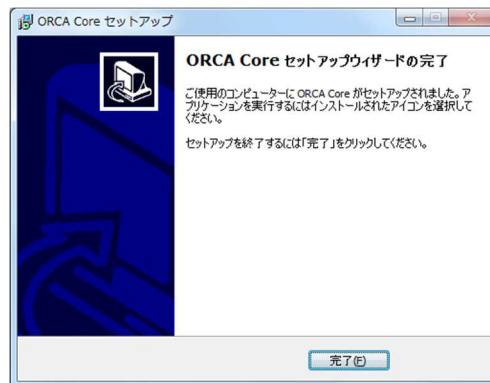 ORCA Core セットアップ
ORCA Core セットアップウィザードの完了
ご使用のコンピューターに ORCA Core がセットアップされました。ア
プリケーションを実行するにはインストールされたアイコンを選択して
ください。
セットアップを終了するには「完了」をクリックしてください。
完了(F)